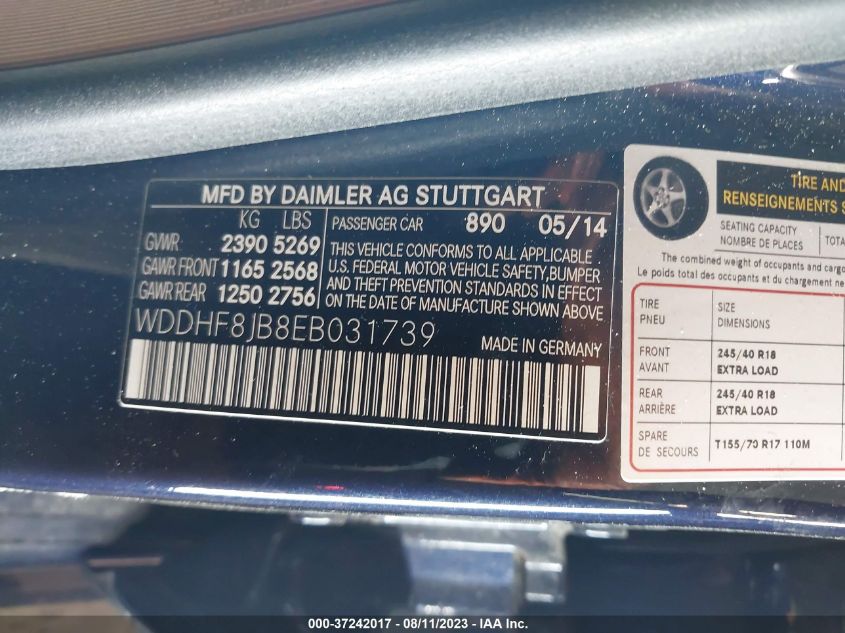 MFD BY DAIMLER AG STUTTGART
KG LBS
GVWR 2390 5269
GAWR FRONT 1165 2568
GAWR REAR 1250 2756
PASSENGER CAR 890 05/14
THIS VEHICLE CONFORMS TO ALL APPLICABLE
U.S. FEDERAL MOTOR VEHICLE SAFETY,BUMPER
AND THEFT PREVENTION STANDARDS IN EFFECT
ON THE DATE OF MANUFACTURE SHOWN ABOVE
WDDHF8JB8EB031739
MADE IN GERMANY
TIRE AND
RENSEIGNEMENTS S
SEATING CAPACITY
NOMBRE DE PLACES
TOTA
The combined weight of occupants and cargo
Le poids total des occupants et du chargement ne
TIRE SIZE
PNEU DIMENSIONS
FRONT 245/40 R18
AVANT EXTRA LOAD
REAR 245/40 R18
ARRIÈRE EXTRA LOAD
SPARE
DE SECOURS
T155/70 R17 110M
000-37242017 - 08/11/2023 - IAA Inc.